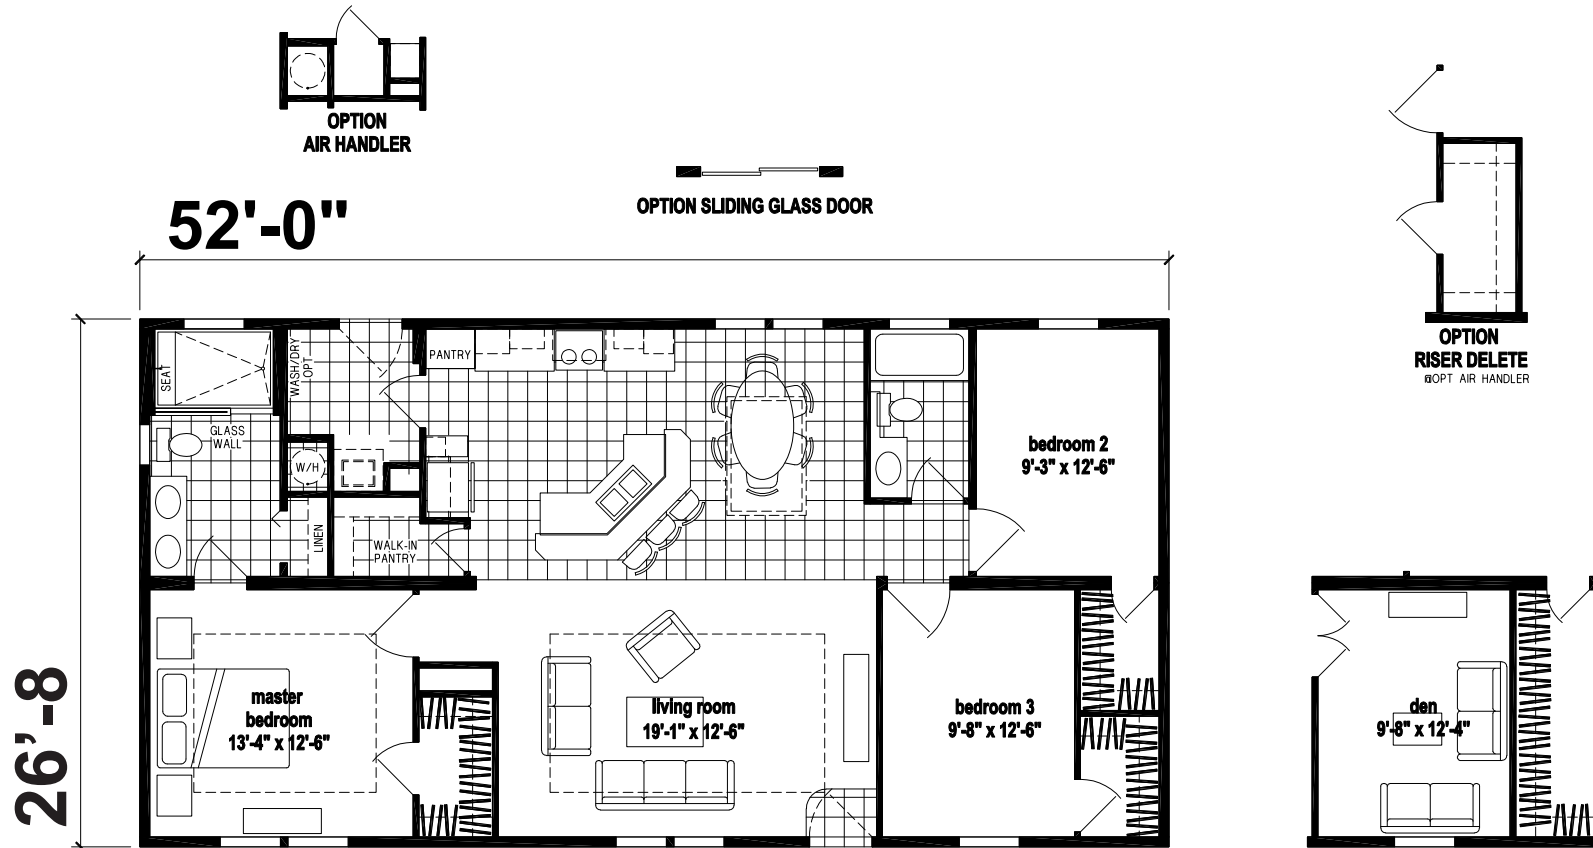 OPTION
AIR HANDLER
OPTION SLIDING GLASS DOOR
52'-0"
OPTION
RISER DELETE
@OPT AIR HANDLER
26'-8
SEAT
WASH/DRY
OPT
PANTRY
GLASS
WALL
W/H
LINEN
WALK-IN
PANTRY
bedroom 2
9'-3" x 12'-6"
master
bedroom
13'-4" x 12'-6"
living room
19'-1" x 12'-6"
bedroom 3
9'-8" x 12'-6"
den
9'-8" x 12'-4"